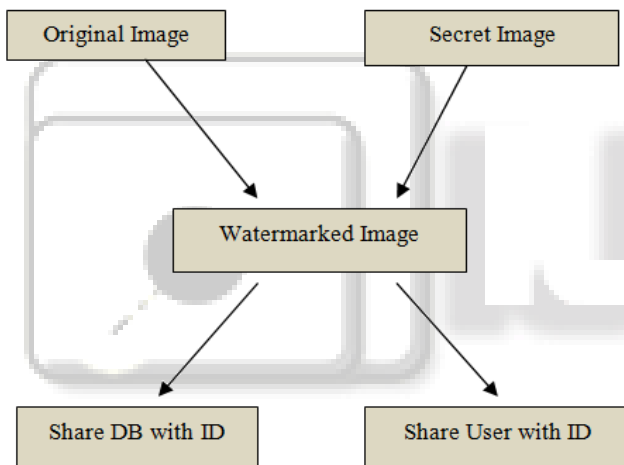 Original Image
Secret Image
Watermarked Image
Share DB with ID
Share User with ID